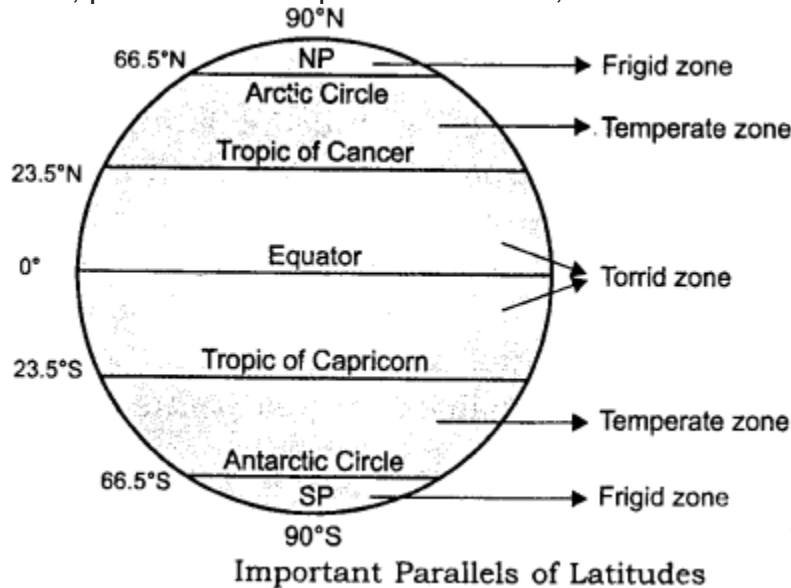 90°N
66.5°N
NP
Frigid zone
Arctic Circle
Temperate zone
Tropic of Cancer
23.5°N
Equator
0°
Torrid zone
Tropic of Capricorn
23.5°S
Temperate zone
Antarctic Circle
66.5°S
SP
Frigid zone
90°S
Important Parallels of Latitudes